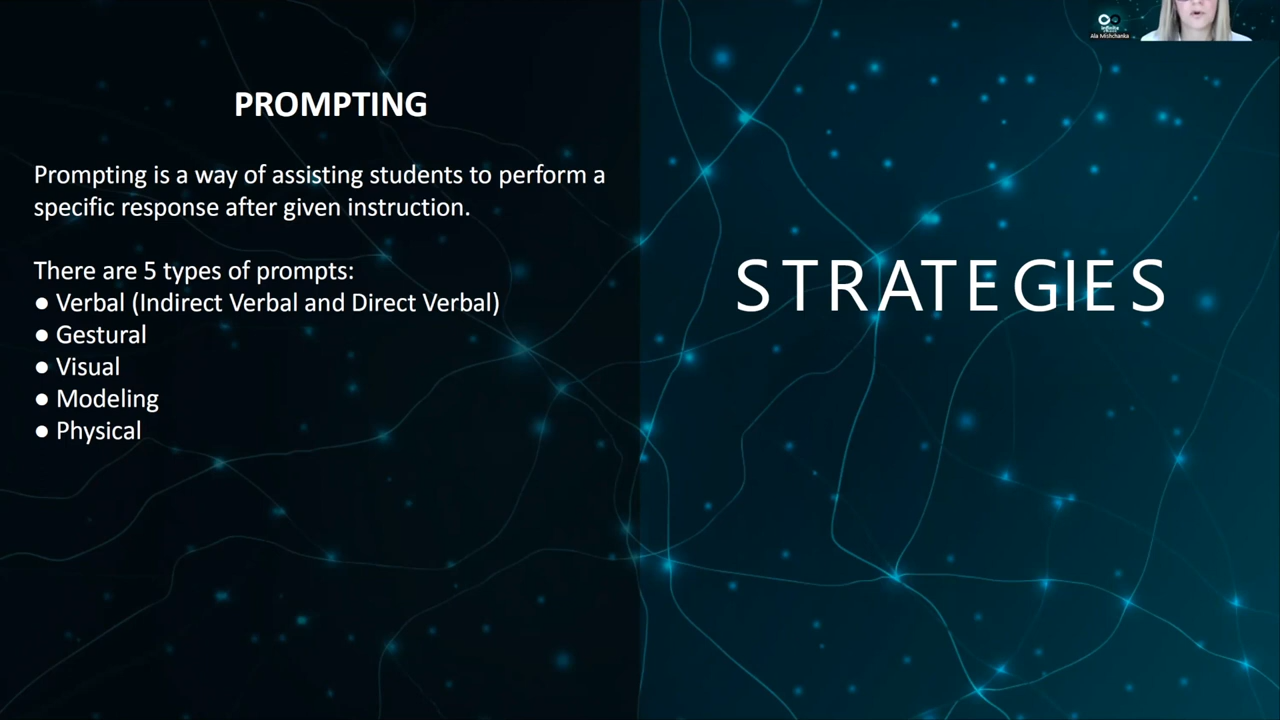 PROMPTING
Prompting is a way of assisting students to perform a
specific response after given instruction.
There are 5 types of prompts:
● Verbal (Indirect Verbal and Direct Verbal)
● Gestural
● Visual
● Modeling
● Physical
STRATEGIES
Infinite
Ala Mishchanka